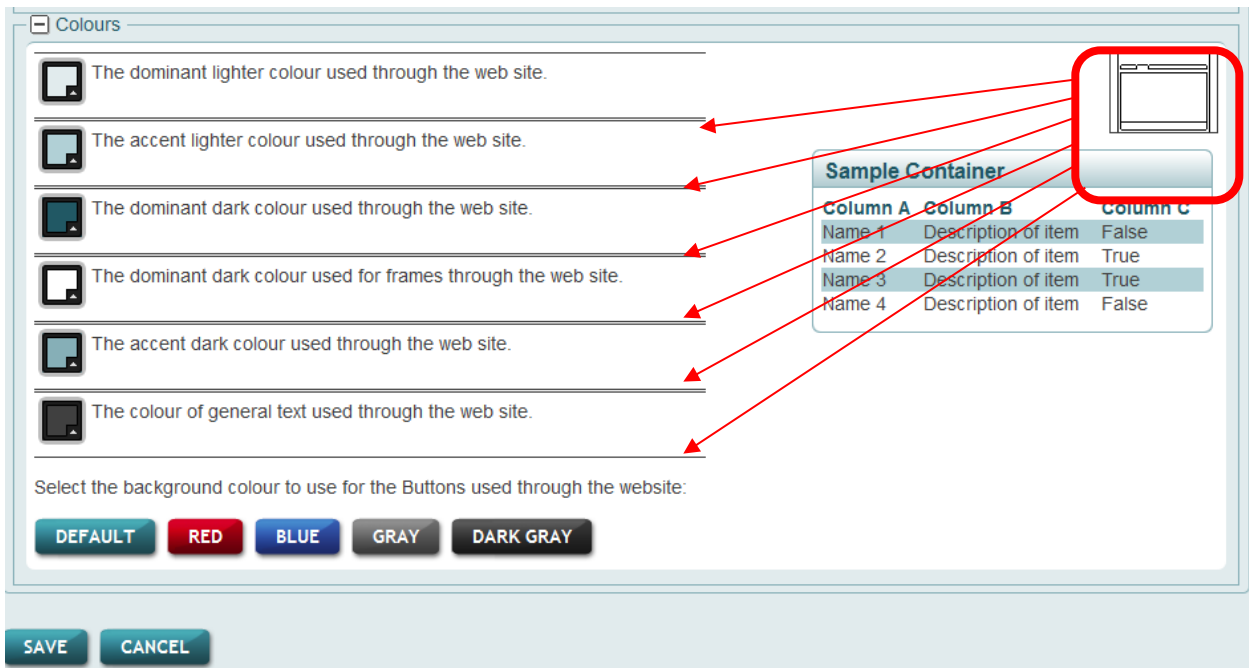 Colours
The dominant lighter colour used through the web site.
The accent lighter colour used through the web site.
The dominant dark colour used through the web site.
The dominant dark colour used for frames through the web site.
The accent dark colour used through the web site.
The colour of general text used through the web site.
Sample Container
Column A Column B Column C
Name 1 Description of item False
Name 2 Description of item True
Name 3 Description of item True
Name 4 Description of item False
Select the background colour to use for the Buttons used through the website:
DEFAULT RED BLUE GRAY DARK GRAY
SAVE CANCEL